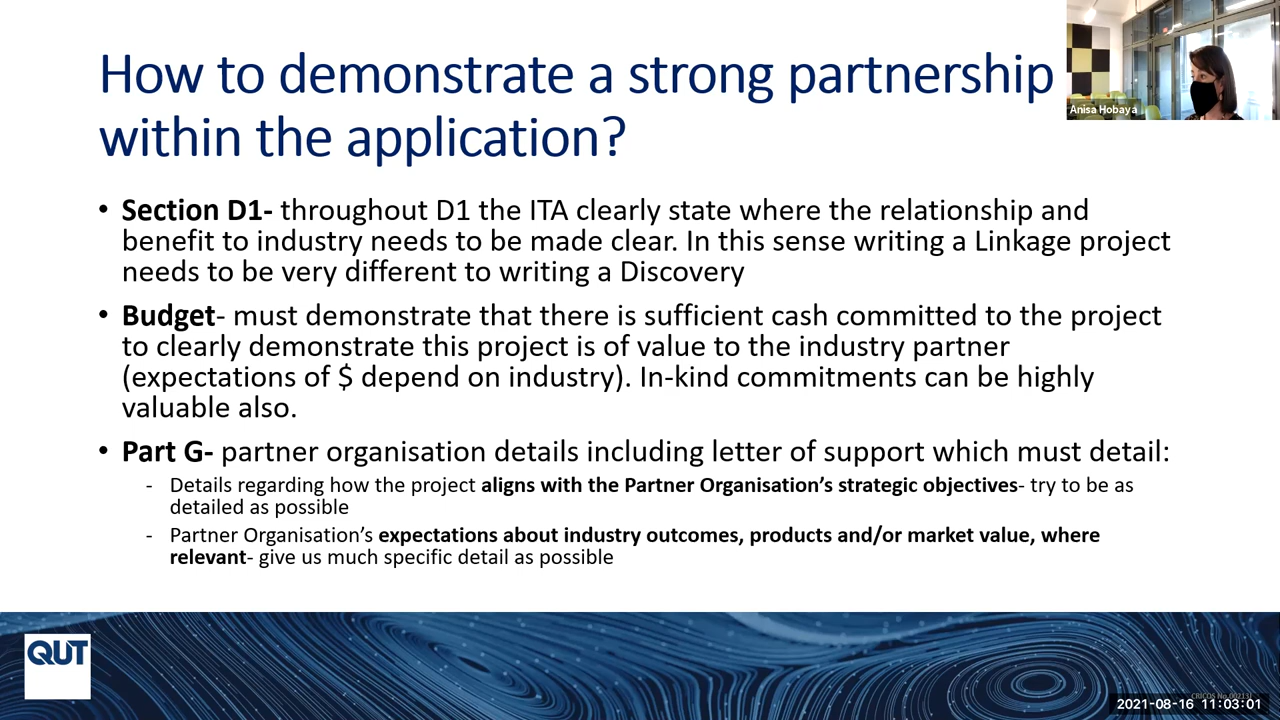 How to demonstrate a strong partnership
within the application?
Anisa Hobaya
• Section D1- throughout D1 the ITA clearly state where the relationship and
benefit to industry needs to be made clear. In this sense writing a Linkage project
needs to be very different to writing a Discovery
• Budget- must demonstrate that there is sufficient cash committed to the project
to clearly demonstrate this project is of value to the industry partner
(expectations of $ depend on industry). In-kind commitments can be highly
valuable also.
• Part G- partner organisation details including letter of support which must detail:
- Details regarding how the project aligns with the Partner Organisation’s strategic objectives- try to be as
detailed as possible
- Partner Organisation’s expectations about industry outcomes, products and/or market value, where
relevant- give us much specific detail as possible
QUT
CRICOS No.
2021-08-16 11:03:01